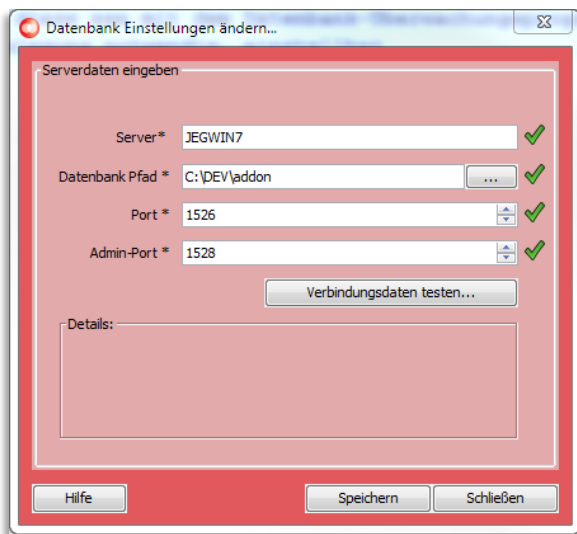 Datenbank Einstellungen ändern...
Serverdaten eingeben
Server* JEGWIN7
Datenbank Pfad * C:\DEV\addon ...
Port * 1526
Admin-Port * 1528
Verbindungsdaten testen...
Details:
Hilfe Speichern Schließen